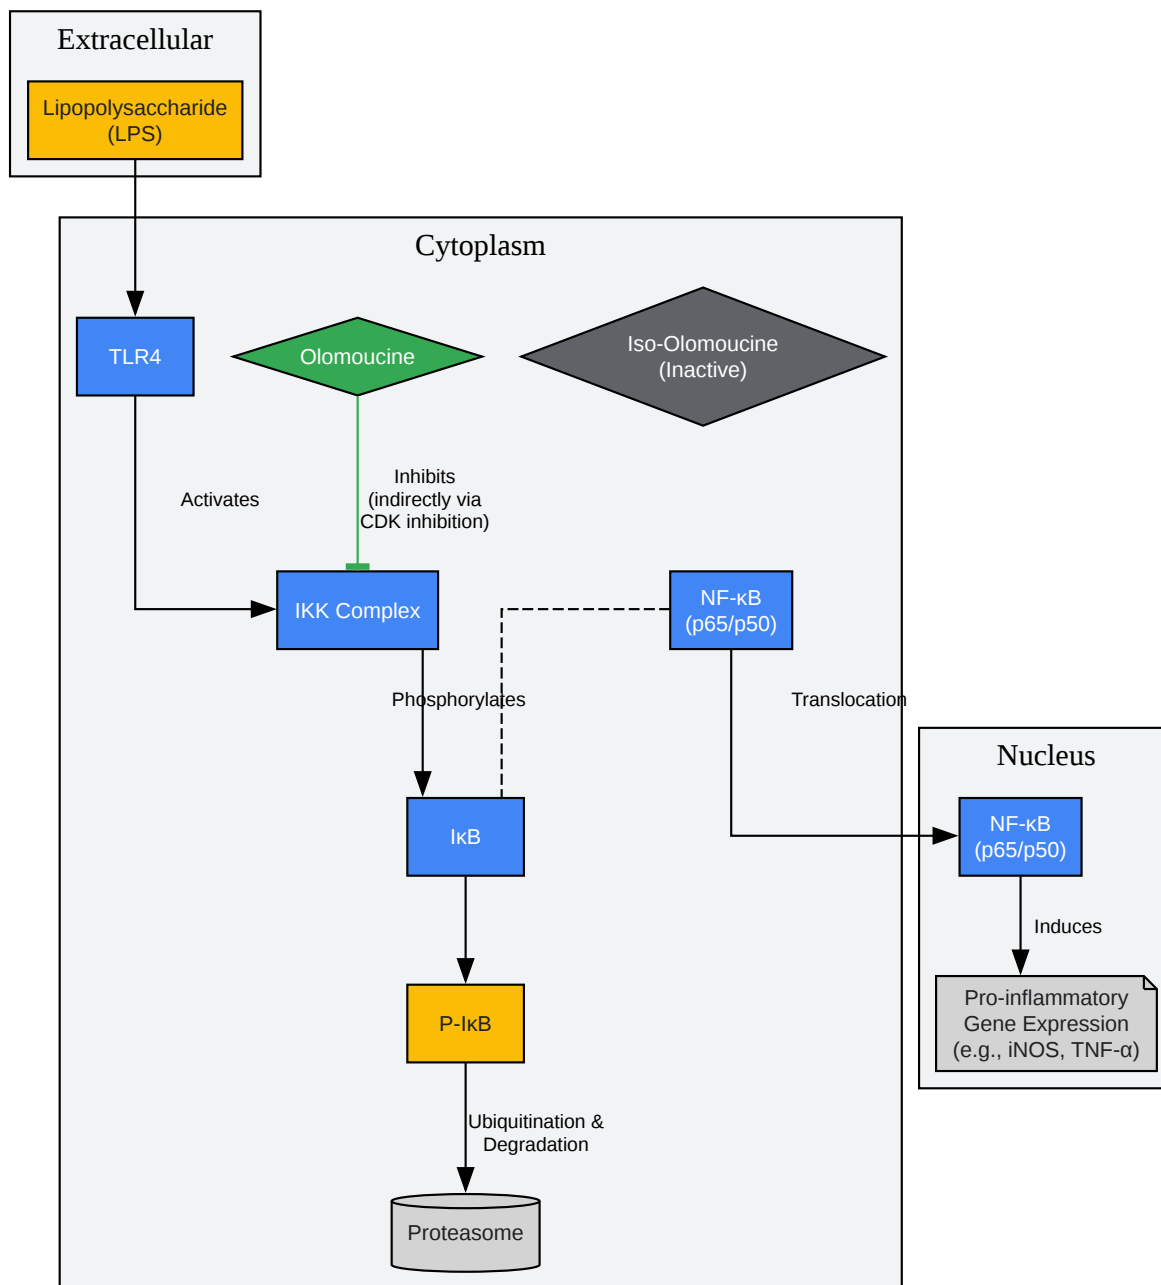 Extracellular
Lipopolysaccharide
(LPS)
Cytoplasm
TLR4
Olomoucine
Iso-Olomoucine
(Inactive)
Activates
Inhibits
(indirectly via
CDK inhibition)
IKK Complex
NF-κB
(p65/p50)
Phosphorylates
Translocation
Nucleus
IκB
NF-κB
(p65/p50)
Induces
P-IκB
Pro-inflammatory
Gene Expression
(e.g., iNOS, TNF-α)
Ubiquitination &
Degradation
Proteasome